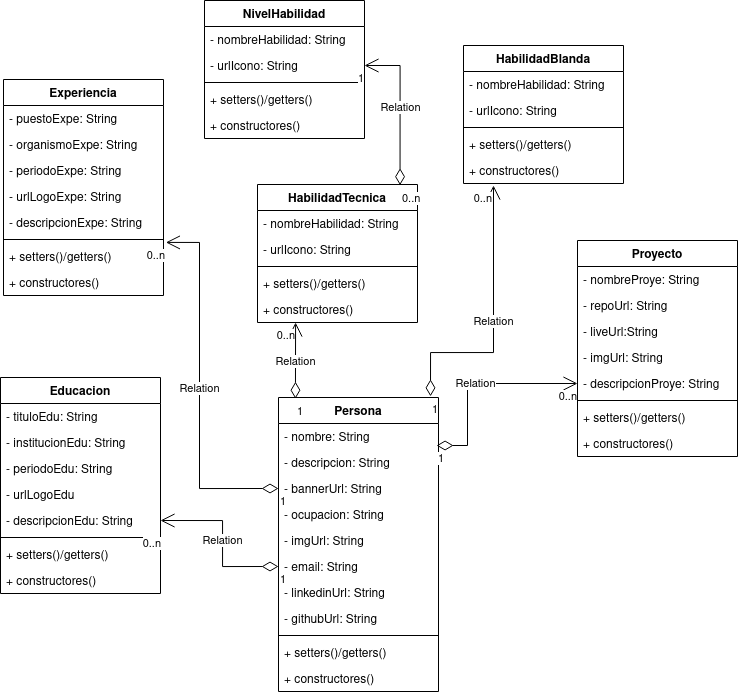 NivelHabilidad
- nombreHabilidad: String
- urlIcono: String
+ setters()/getters()
+ constructores()
1
Relation
HabilidadBlanda
- nombreHabilidad: String
- urlIcono: String
+ setters()/getters()
+ constructores()
0..n
Experiencia
- puestoExpe: String
- organismoExpe: String
- periodoExpe: String
- urlLogoExpe: String
- descripcionExpe: String
+ setters()/getters()
+ constructores()
0..n
HabilidadTecnica
0..n
- nombreHabilidad: String
- urlIcono: String
+ setters()/getters()
+ constructores()
0..n
Relation
Relation
Proyecto
- nombreProye: String
- repoUrl: String
- liveUrl:String
- imgUrl: String
- descripcionProye: String
+ setters()/getters()
+ constructores()
0..n
Relation
Relation
Educacion
- tituloEdu: String
- institucionEdu: String
- periodoEdu: String
- urlLogoEdu
- descripcionEdu: String
+ setters()/getters()
+ constructores()
0..n
Relation
Persona
1
1
1
1
1
- nombre: String
- descripcion: String
- bannerUrl: String
- ocupacion: String
- imgUrl: String
- email: String
- linkedinUrl: String
- githubUrl: String
+ setters()/getters()
+ constructores()